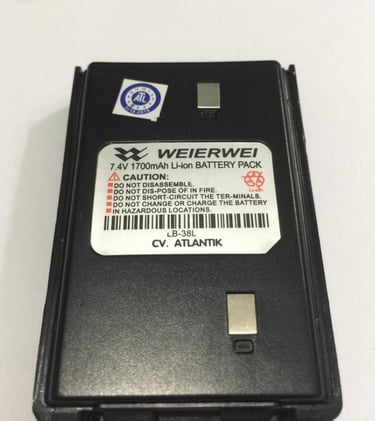 ATL
WEIERWEI
7.4V 1700mAh Li-ion BATTERY PACK
CAUTION:
DO NOT DISASSEMBLE.
DO NOT DIS-POSE OF IN FIRE.
DO NOT SHORT-CIRCUIT THE TER-MINALS.
DO NOT CHANGE OR CHARGE THE BATTERY
IN HAZARDOUS LOCATIONS.
LB-38L
CV. ATLANTIK